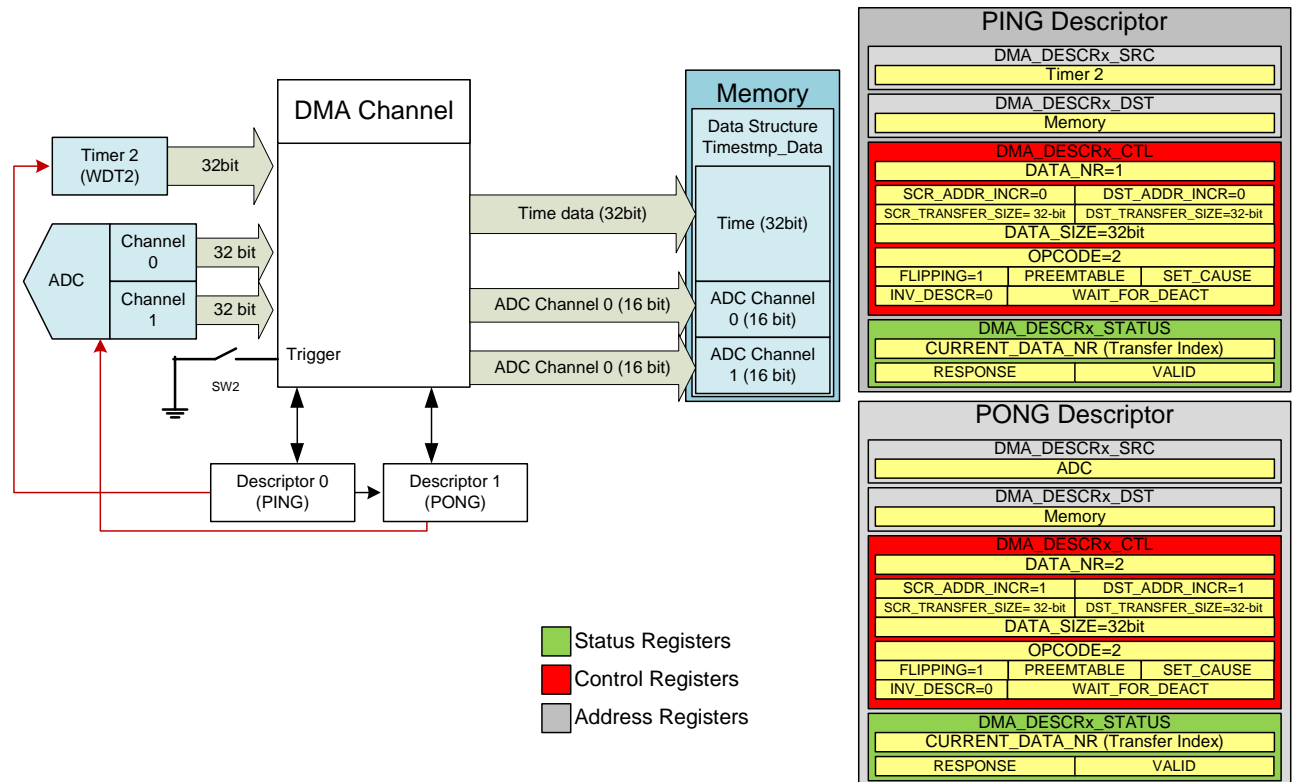 DMA Channel
Timer 2
(WDT2)
32bit
ADC
Channel
0
Channel
1
32 bit
32 bit
Trigger
SW2
Time data (32bit)
ADC Channel 0 (16 bit)
ADC Channel 0 (16 bit)
Memory
Data Structure
Timestmp_Data
Time (32bit)
ADC Channel
0 (16 bit)
ADC Channel
1 (16 bit)
Descriptor 0
(PING)
Descriptor 1
(PONG)
Status Registers
Control Registers
Address Registers
PING Descriptor
DMA_DESCRx_SRC
Timer 2
DMA_DESCRx_DST
Memory
DMA_DESCRx_CTL
DATA_NR=1
SCR_ADDR_INCR=0 DST_ADDR_INCR=0
SCR_TRANSFER_SIZE= 32-bit DST_TRANSFER_SIZE=32-bit
DATA_SIZE=32bit
OPCODE=2
FLIPPING=1 PREEMTABLE SET_CAUSE
INV_DESCR=0 WAIT_FOR_DEACT
DMA_DESCRx_STATUS
CURRENT_DATA_NR (Transfer Index)
RESPONSE VALID
PONG Descriptor
DMA_DESCRx_SRC
ADC
DMA_DESCRx_DST
Memory
DMA_DESCRx_CTL
DATA_NR=2
SCR_ADDR_INCR=1 DST_ADDR_INCR=1
SCR_TRANSFER_SIZE= 32-bit DST_TRANSFER_SIZE=32-bit
DATA_SIZE=32bit
OPCODE=2
FLIPPING=1 PREEMTABLE SET_CAUSE
INV_DESCR=0 WAIT_FOR_DEACT
DMA_DESCRx_STATUS
CURRENT_DATA_NR (Transfer Index)
RESPONSE VALID